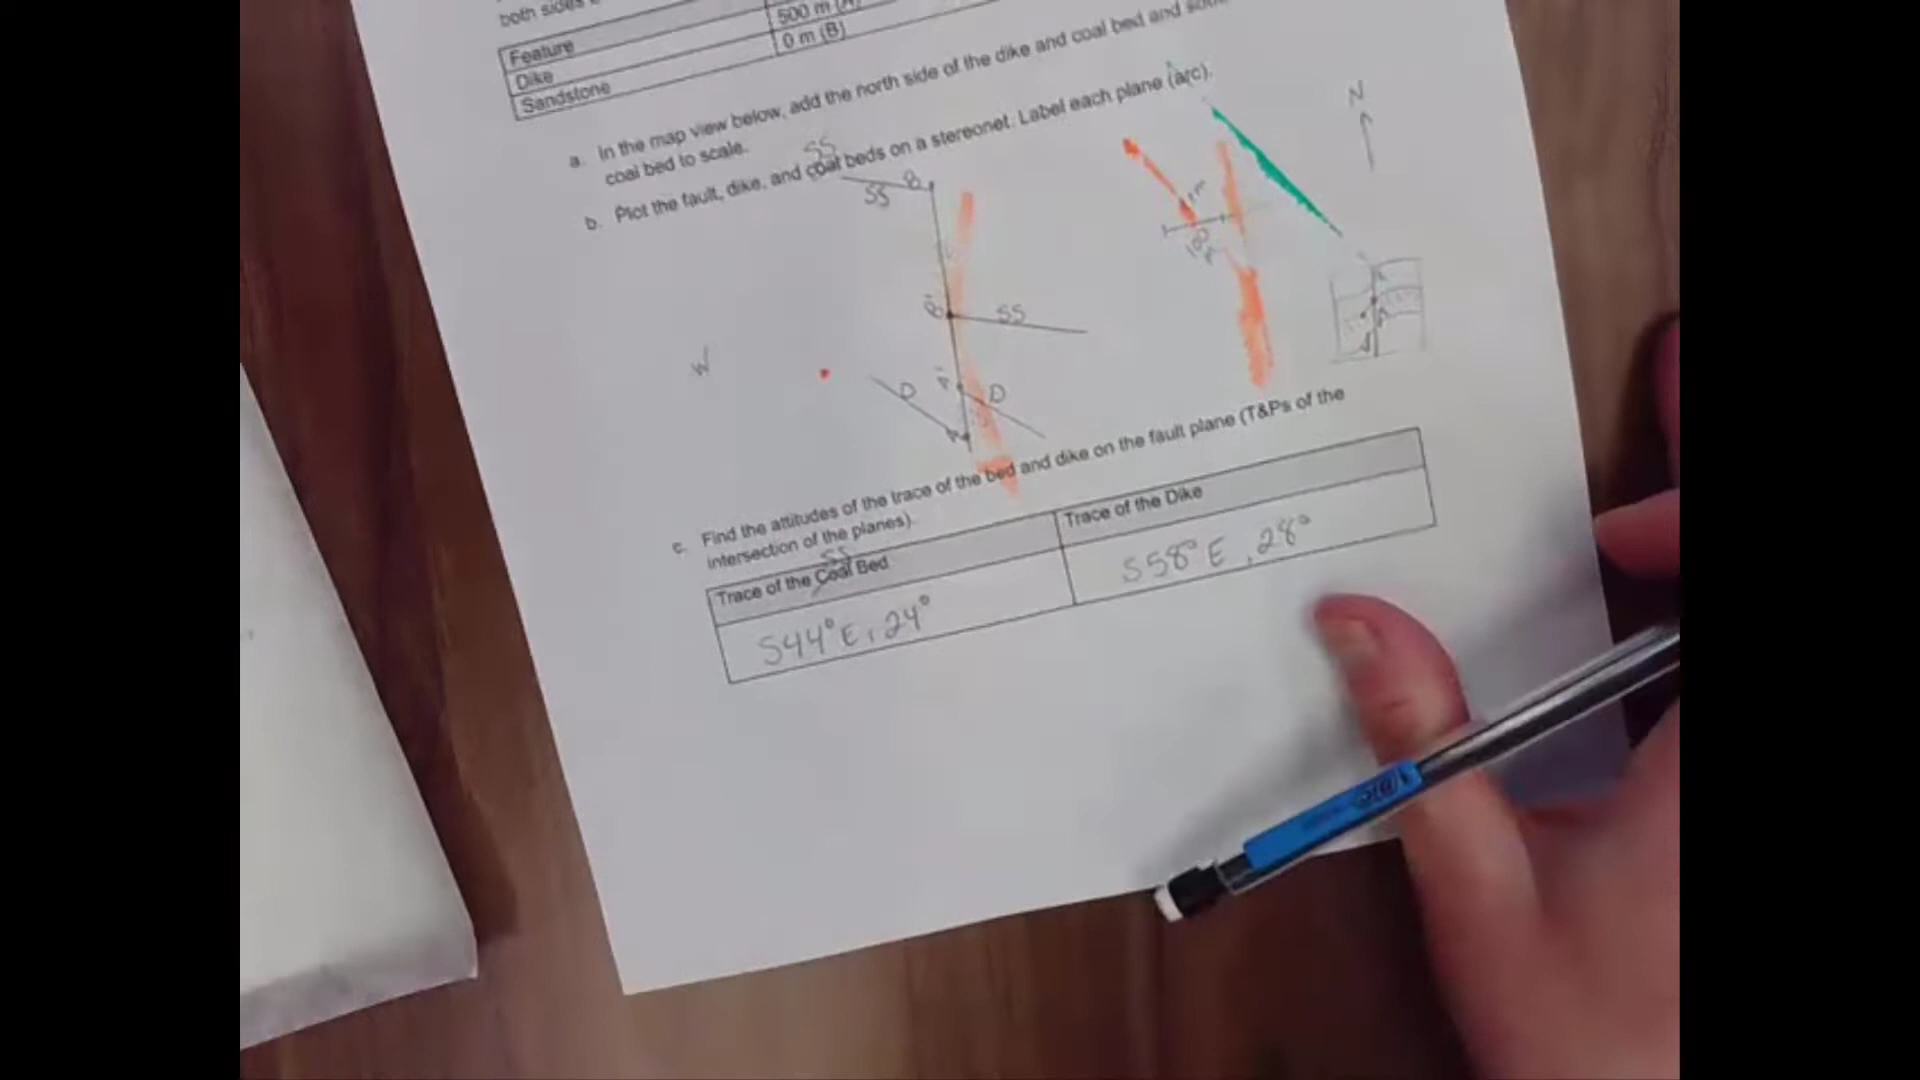 both sides
500 m (A)
Feature
0 m (B)
Dike
Sandstone
a. In the map view below, add the north side of the dike and coal bed and
coal bed to scale.
SS
b. Plot the fault, dike, and coal beds on a stereonet. Label each plane (arc).
N
SS
B
100
SS
W
D
D
A
c. Find the attitudes of the trace of the bed and dike on the fault plane (T&Ps of the
intersection of the planes).
SS
Trace of the Coal Bed
Trace of the Dike
S44°E, 24°
S58°E, 28°
BIC